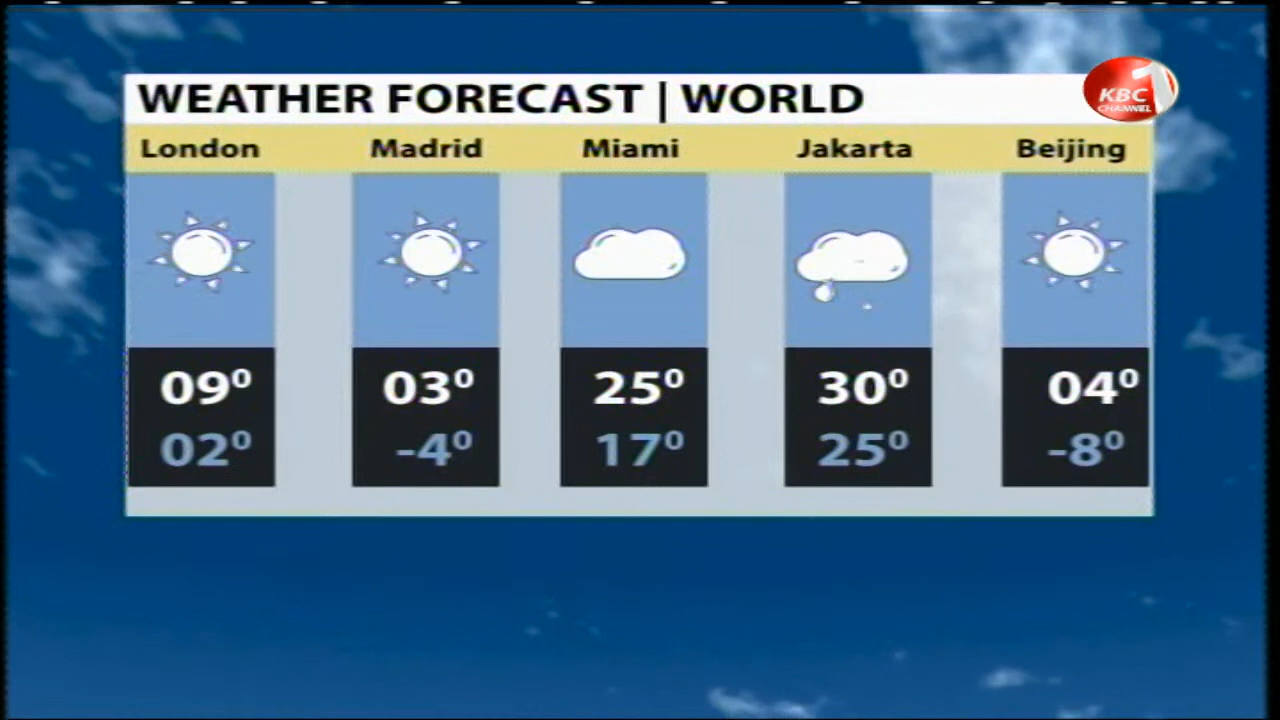 WEATHER FORECAST | WORLD
KBC 1
CHANNEL
London Madrid Miami Jakarta Beijing
09⁰ 03⁰ 25⁰ 30⁰ 04⁰
02⁰ -4⁰ 17⁰ 25⁰ -8⁰